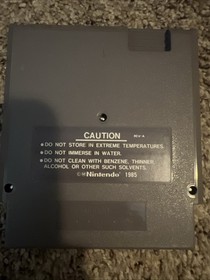 CAUTION
REV-A
• DO NOT STORE IN EXTREME TEMPERATURES.
• DO NOT IMMERSE IN WATER.
• DO NOT CLEAN WITH BENZENE, THINNER,
ALCOHOL OR OTHER SUCH SOLVENTS.
©® Nintendo 1985